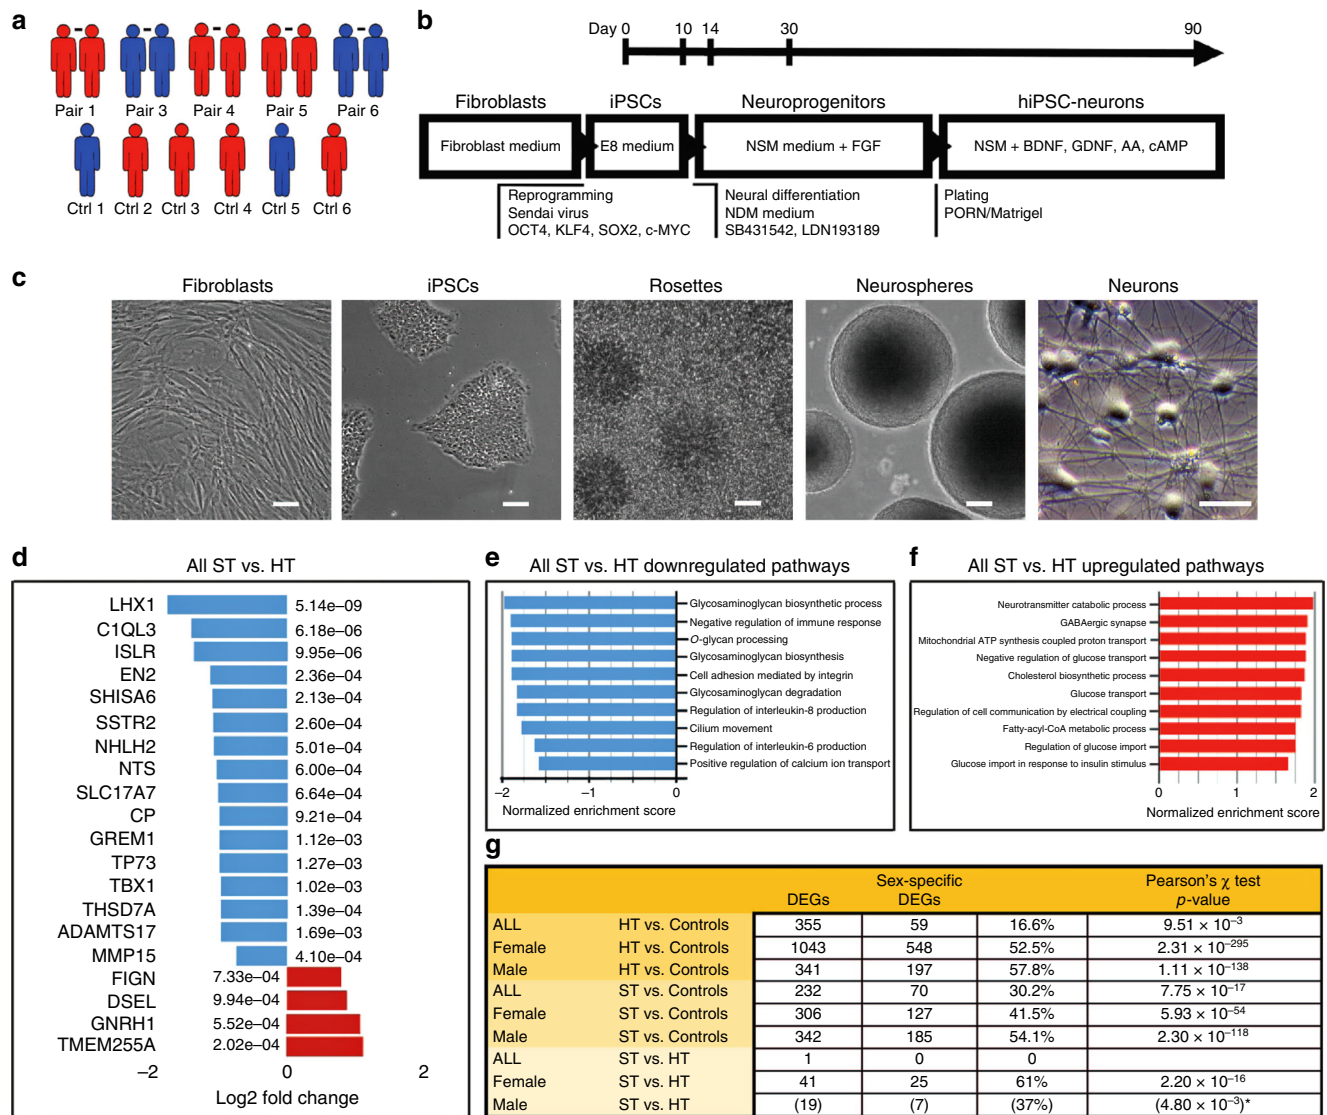 a
Pair 1 Pair 3 Pair 4 Pair 5 Pair 6
Ctrl 1 Ctrl 2 Ctrl 3 Ctrl 4 Ctrl 5 Ctrl 6
b
Day 0 10 14 30 90
Fibroblasts iPSCs Neuroprogenitors hiPSC-neurons
Fibroblast medium E8 medium NSM medium + FGF NSM + BDNF, GDNF, AA, cAMP
Reprogramming
Sendai virus
OCT4, KLF4, SOX2, c-MYC
Neural differentiation
NDM medium
SB431542, LDN193189
Plating
PORN/Matrigel
c
Fibroblasts iPSCs Rosettes Neurospheres Neurons
d
All ST vs. HT
LHX1 5.14e–09
C1QL3 6.18e–06
ISLR 9.95e–06
EN2 2.36e–04
SHISA6 2.13e–04
SSTR2 2.60e–04
NHLH2 5.01e–04
NTS 6.00e–04
SLC17A7 6.64e–04
CP 9.21e–04
GREM1 1.12e–03
TP73 1.27e–03
TBX1 1.02e–03
THSD7A 1.39e–04
ADAMTS17 1.69e–03
MMP15 4.10e–04
FIGN 7.33e–04
DSEL 9.94e–04
GNRH1 5.52e–04
TMEM255A 2.02e–04
–2 0 2
Log2 fold change
e
All ST vs. HT downregulated pathways
Glycosaminoglycan biosynthetic process
Negative regulation of immune response
O-glycan processing
Glycosaminoglycan biosynthesis
Cell adhesion mediated by integrin
Glycosaminoglycan degradation
Regulation of interleukin-8 production
Cilium movement
Regulation of interleukin-6 production
Positive regulation of calcium ion transport
–2 –1 0
Normalized enrichment score
f
All ST vs. HT upregulated pathways
Neurotransmitter catabolic process
GABAergic synapse
Mitochondrial ATP synthesis coupled proton transport
Negative regulation of glucose transport
Cholesterol biosynthetic process
Glucose transport
Regulation of cell communication by electrical coupling
Fatty-acyl-CoA metabolic process
Regulation of glucose import
Glucose import in response to insulin stimulus
0 1 2
Normalized enrichment score
g
DEGs Sex-specific DEGs Pearson's χ test p-value
ALL HT vs. Controls 355 59 16.6% 9.51 × 10⁻³
Female HT vs. Controls 1043 548 52.5% 2.31 × 10⁻²⁹⁵
Male HT vs. Controls 341 197 57.8% 1.11 × 10⁻¹³⁸
ALL ST vs. Controls 232 70 30.2% 7.75 × 10⁻¹⁷
Female ST vs. Controls 306 127 41.5% 5.93 × 10⁻⁵⁴
Male ST vs. Controls 342 185 54.1% 2.30 × 10⁻¹¹⁸
ALL ST vs. HT 1 0 0
Female ST vs. HT 41 25 61% 2.20 × 10⁻¹⁶
Male ST vs. HT (19) (7) (37%) (4.80 × 10⁻³)*